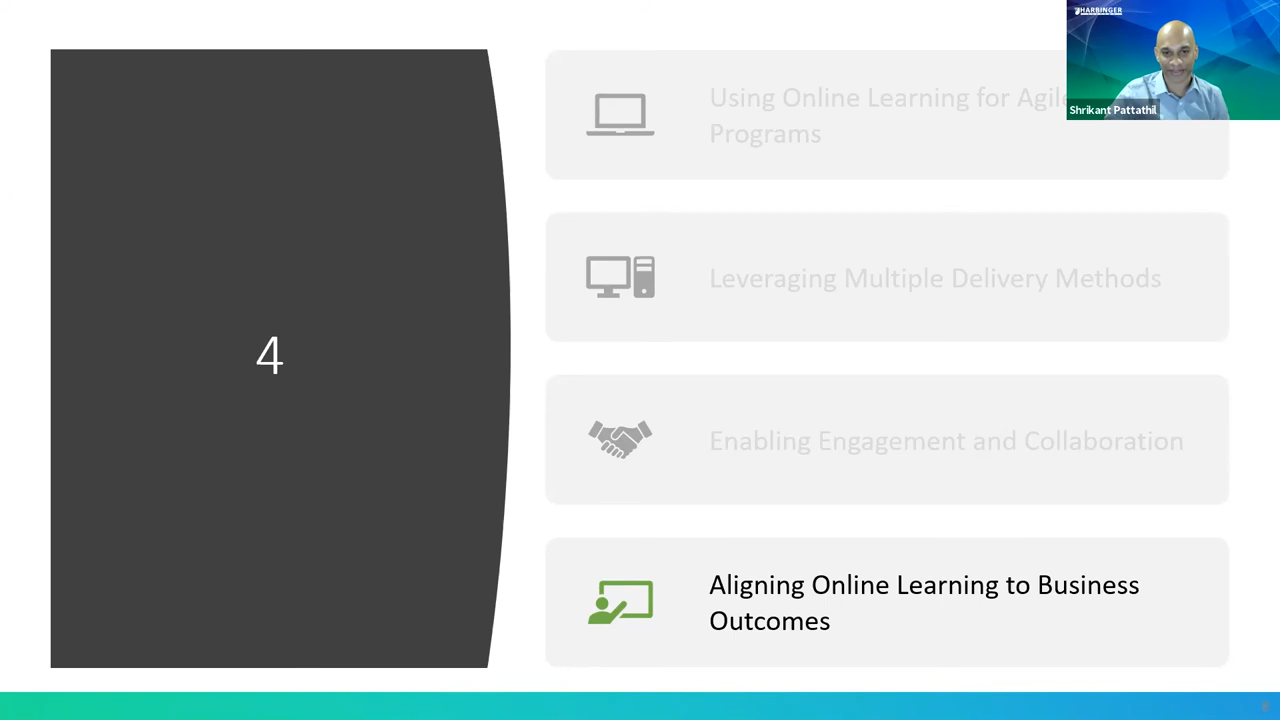 HARBINGER
Shrikant Pattathil
Using Online Learning for Agile
Programs
Leveraging Multiple Delivery Methods
4
Enabling Engagement and Collaboration
Aligning Online Learning to Business
Outcomes